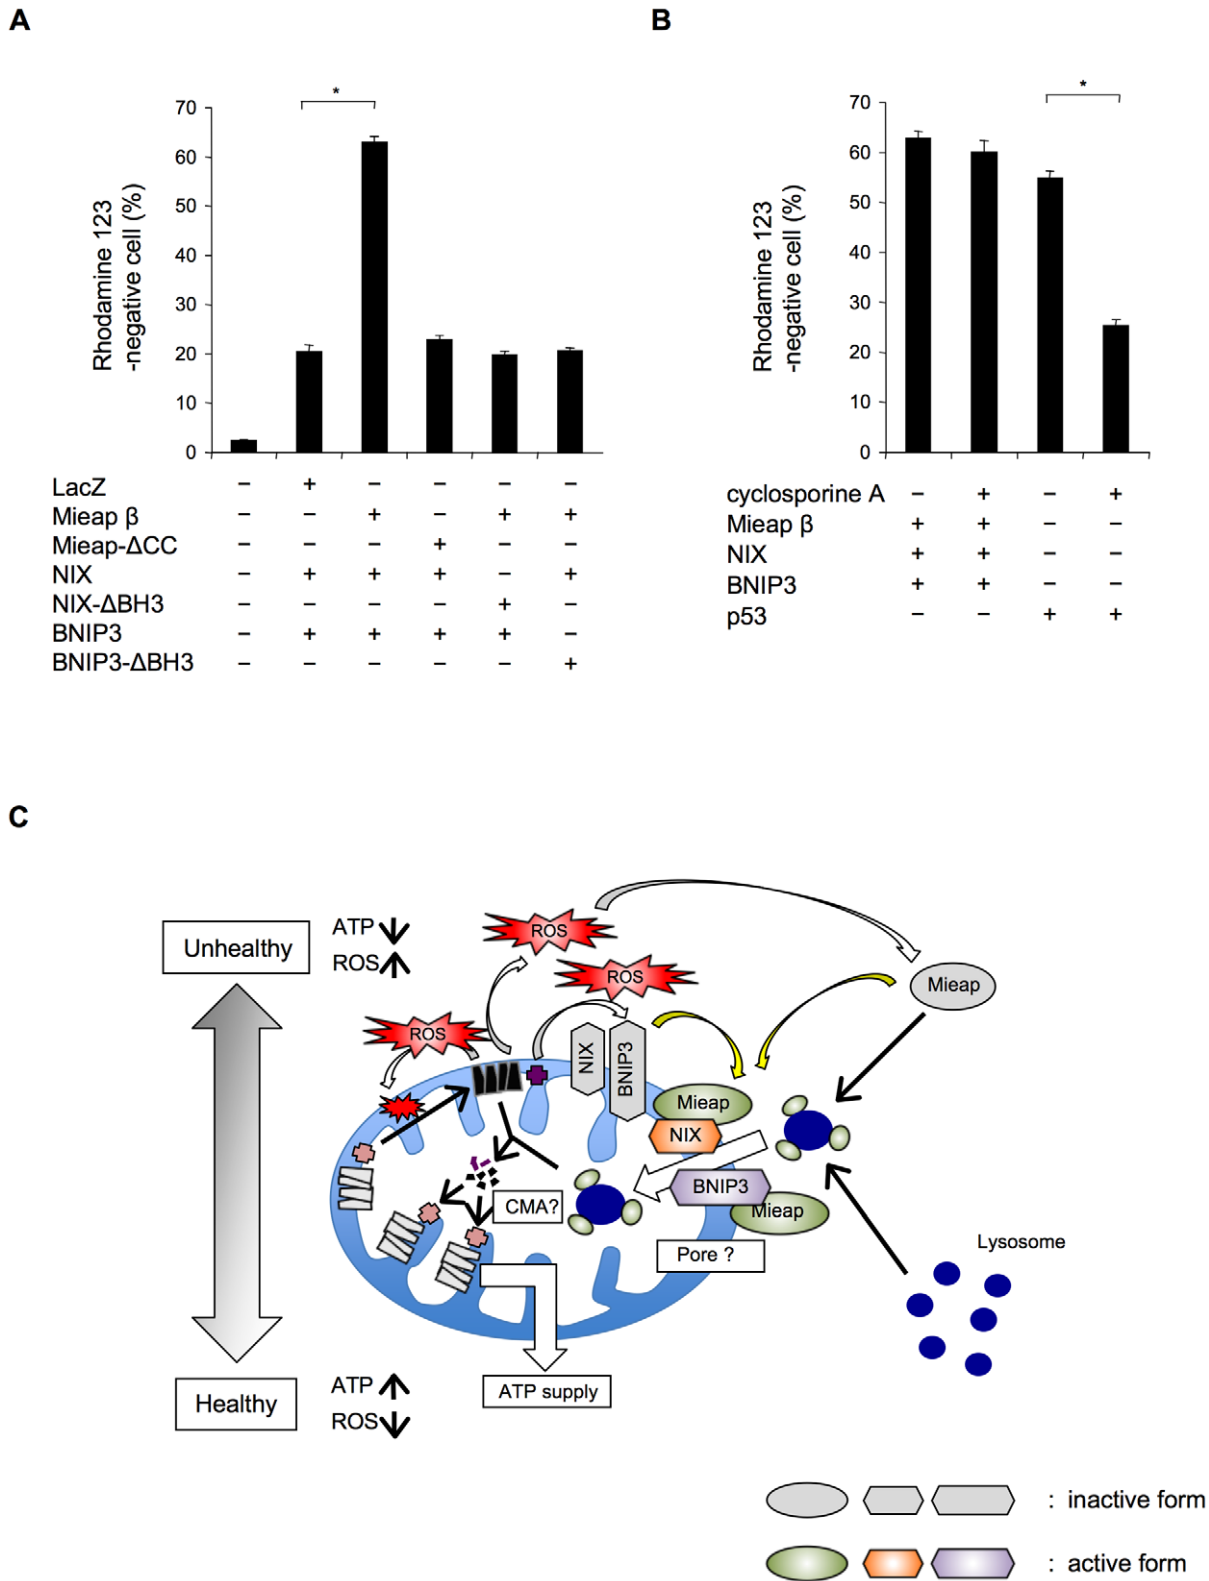 A
B
*
Rhodamine 123
-negative cell (%)
70
60
50
40
30
20
10
0
LacZ − + − − − −
Mieap β − − + − + +
Mieap-ΔCC − − − + − −
NIX − + + + − +
NIX-ΔBH3 − − − − + −
BNIP3 − + + + + −
BNIP3-ΔBH3 − − − − − +
*
Rhodamine 123
-negative cell (%)
70
60
50
40
30
20
10
0
cyclosporine A − + − +
Mieap β + + − −
NIX + + − −
BNIP3 + + − −
p53 − − + +
C
Unhealthy
ATP
ROS
ROS
ROS
ROS
Mieap
NIX
BNIP3
Mieap
NIX
BNIP3
Mieap
CMA?
Pore ?
Lysosome
ATP supply
Healthy
ATP
ROS
: inactive form
: active form